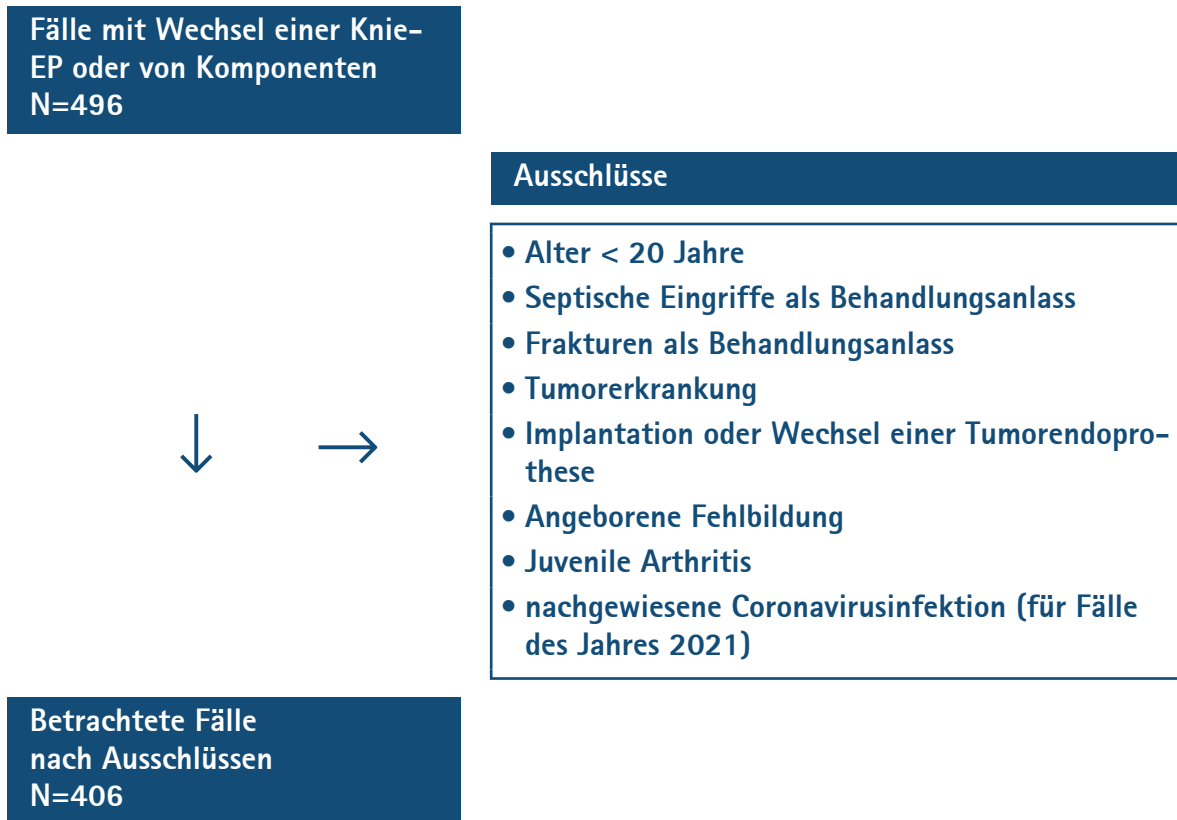 Fälle mit Wechsel einer Knie-
EP oder von Komponenten
N=496
Ausschlüsse
• Alter < 20 Jahre
• Septische Eingriffe als Behandlungsanlass
• Frakturen als Behandlungsanlass
• Tumorerkrankung
• Implantation oder Wechsel einer Tumorendopro-
these
• Angeborene Fehlbildung
• Juvenile Arthritis
• nachgewiesene Coronavirusinfektion (für Fälle
des Jahres 2021)
Betrachtete Fälle
nach Ausschlüssen
N=406